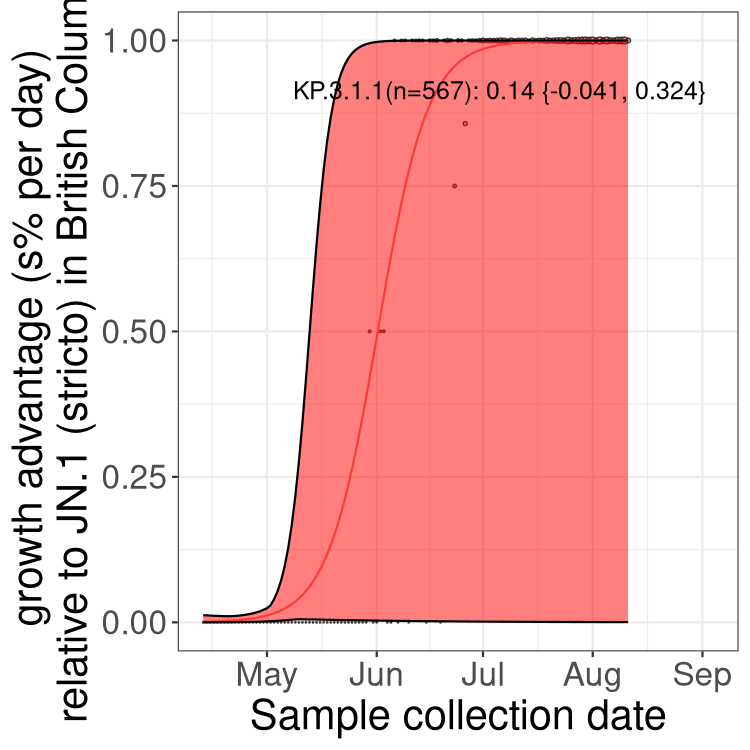 growth advantage (s% per day)
relative to JN.1 (stricto) in British Colum
1.00
0.75
0.50
0.25
0.00
KP.3.1.1(n=567): 0.14 {-0.041, 0.324}
May Jun Jul Aug Sep
Sample collection date